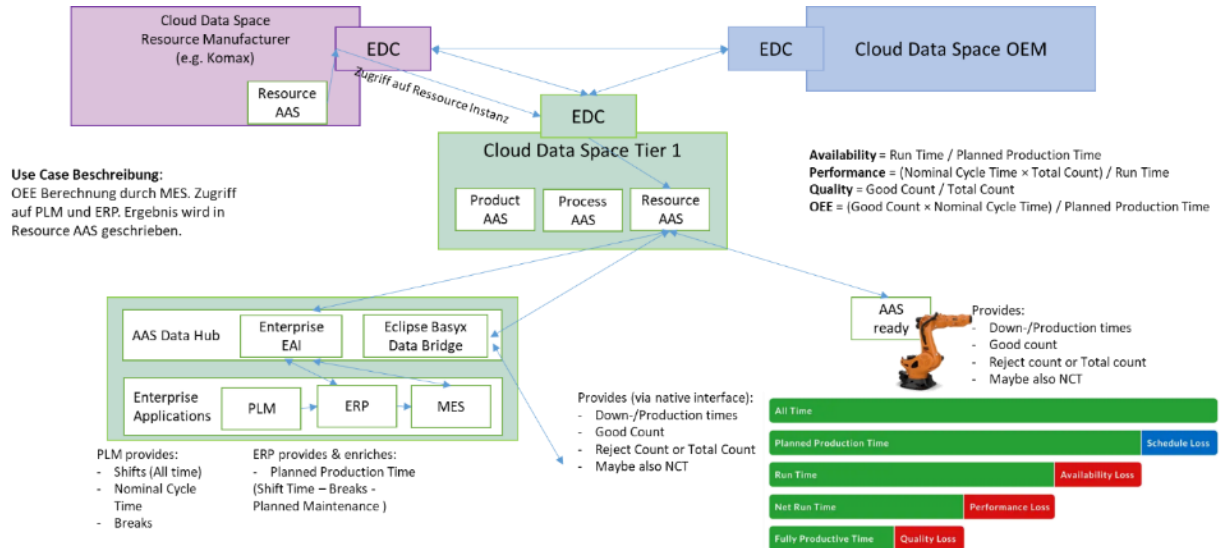 Cloud Data Space
Resource Manufacturer
(e.g. Komax)
EDC
Resource
AAS
Zugriff auf Ressource Instanz
EDC
Cloud Data Space OEM
EDC
Cloud Data Space Tier 1
Product
AAS
Process
AAS
Resource
AAS
Use Case Beschreibung:
OEE Berechnung durch MES. Zugriff
auf PLM und ERP. Ergebnis wird in
Resource AAS geschrieben.
Availability = Run Time / Planned Production Time
Performance = (Nominal Cycle Time × Total Count) / Run Time
Quality = Good Count / Total Count
OEE = (Good Count × Nominal Cycle Time) / Planned Production Time
AAS Data Hub
Enterprise
EAI
Eclipse Basyx
Data Bridge
Enterprise
Applications
PLM
ERP
MES
PLM provides:
- Shifts (All time)
- Nominal Cycle
Time
- Breaks
ERP provides & enriches:
- Planned Production Time
(Shift Time – Breaks -
Planned Maintenance )
Provides (via native interface):
- Down-/Production times
- Good Count
- Reject Count or Total Count
- Maybe also NCT
AAS
ready
Provides:
- Down-/Production times
- Good count
- Reject count or Total count
- Maybe also NCT
All Time
Planned Production Time
Schedule Loss
Run Time
Availability Loss
Net Run Time
Performance Loss
Fully Productive Time
Quality Loss